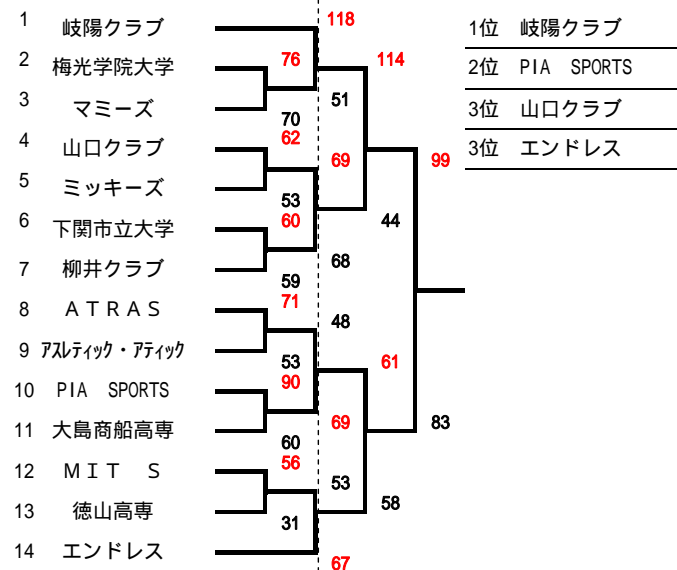 1 岐陽クラブ
118
1位 岐陽クラブ
2 梅光学院大学
76
114
2位 PIA SPORTS
3 マミーズ
51
3位 山口クラブ
70
4 山口クラブ
62
69
99
3位 エンドレス
5 ミッキーズ
53
6 下関市立大学
60
44
7 柳井クラブ
68
59
8 ATRAS
71
48
9 ｱｽﾚﾃｨｯｸ・ｱﾃｨｯｸ
53
61
10 PIA SPORTS
90
11 大島商船高専
69
83
60
12 MIT S
56
53
13 徳山高専
31
58
14 エンドレス
67